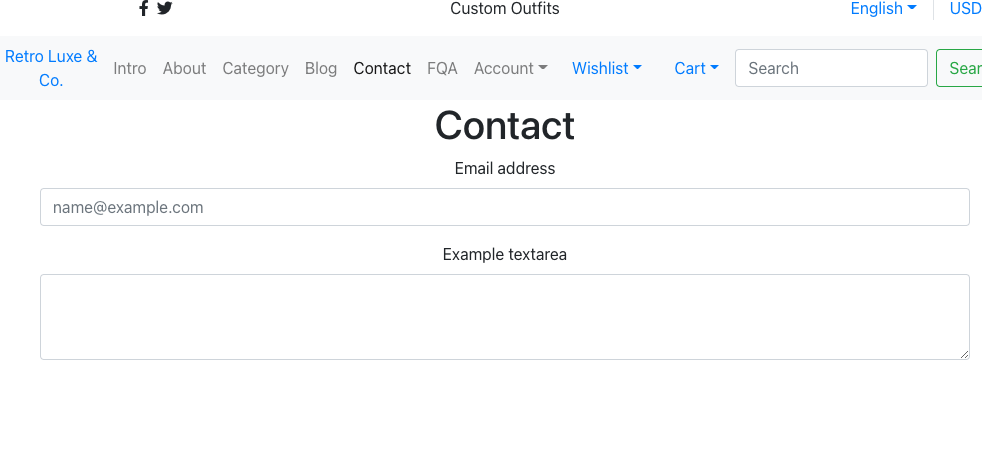 Custom Outfits
English
USD
Retro Luxe &
Co.
Intro
About
Category
Blog
Contact
FQA
Account
Wishlist
Cart
Search
Sear
Contact
Email address
name@example.com
Example textarea